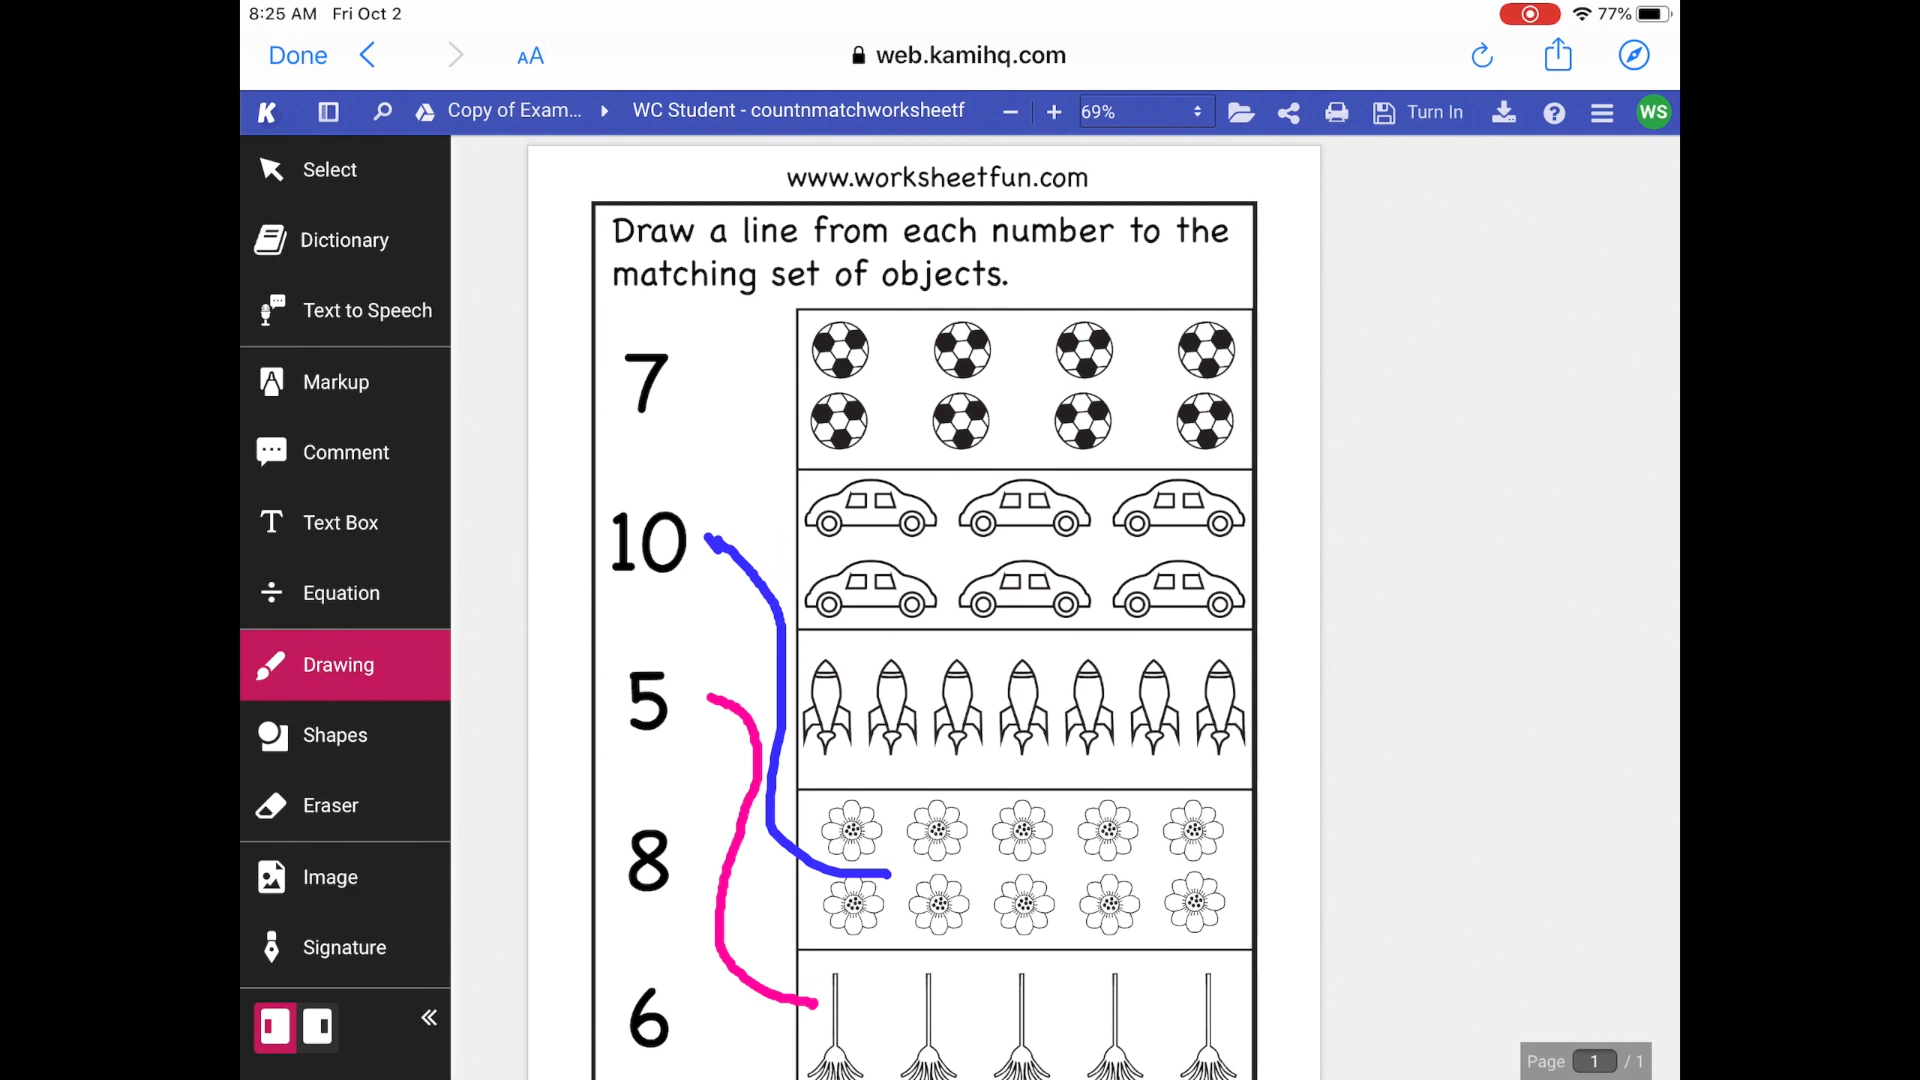 8:25 AM Fri Oct 2
77%
Done
AA
web.kamihq.com
K
Copy of Exam...
WC Student - countnmatchworksheetf
69%
Turn In
WS
Select
Dictionary
Text to Speech
Markup
Comment
Text Box
Equation
Drawing
Shapes
Eraser
Image
Signature
www.worksheetfun.com
Draw a line from each number to the
matching set of objects.
7
10
5
8
6
Page 1 / 1